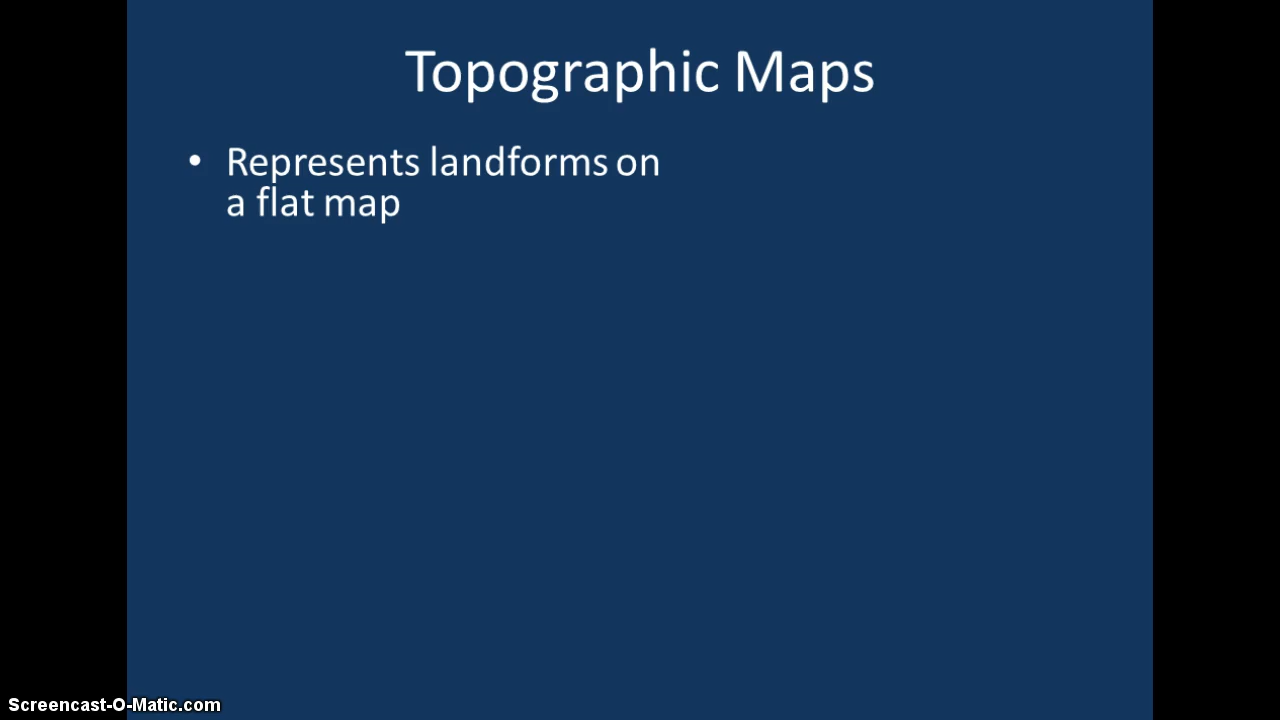 Topographic Maps
• Represents landforms on
a flat map
Screencast-O-Matic.com